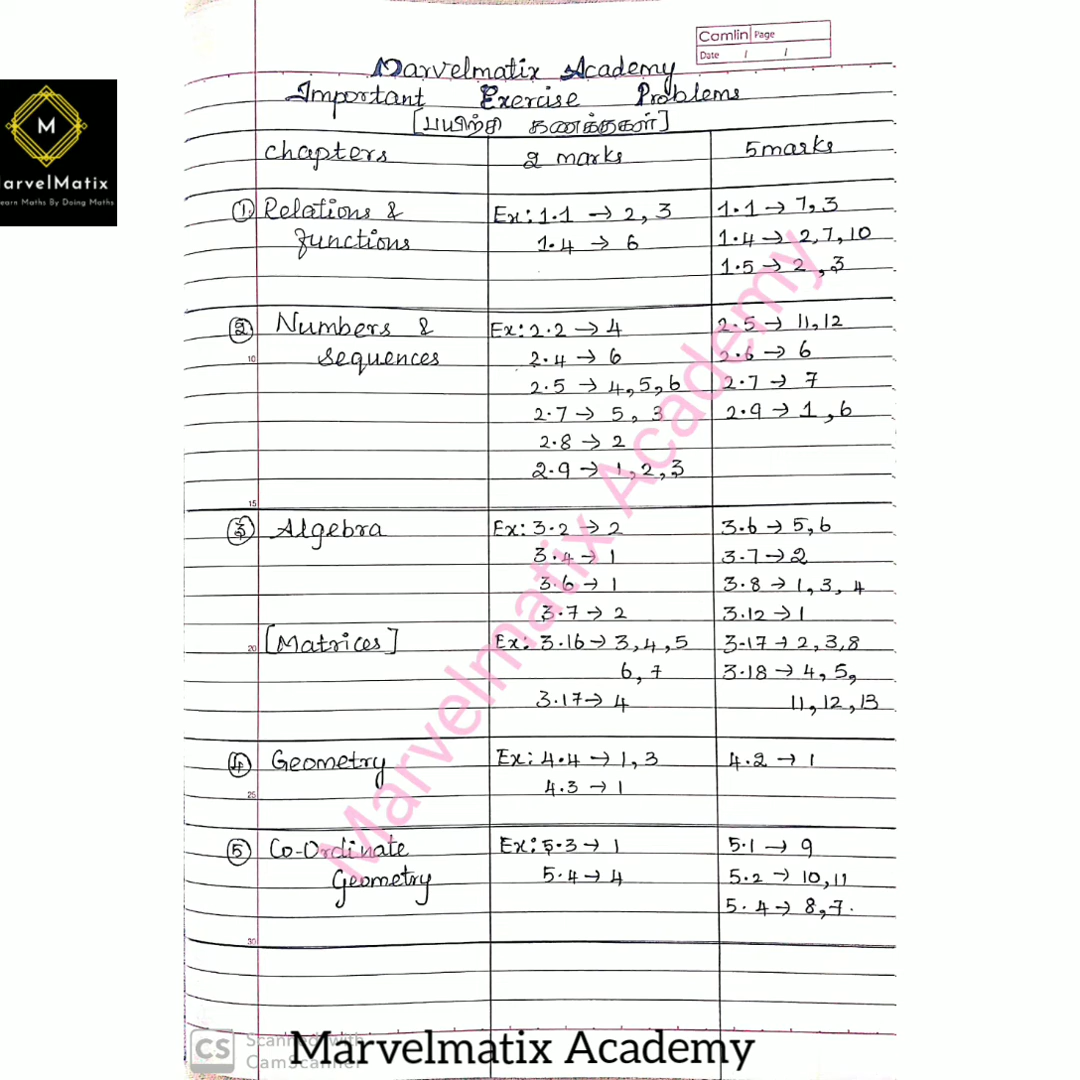 Camlin Page
Date / /
Marvelmatix Academy
Important Exercise Problems
[பயிற்சி கணக்குகள்]
M
MarvelMatix
Learn Maths By Doing Maths
chapters 2 marks 5 marks
① Relations & Ex: 1.1 → 2, 3 1.1 → 7, 3
functions 1.4 → 6 1.4 → 2, 7, 10
1.5 → 2, 3
② Numbers & Ex: 2.2 → 4 2.5 → 11, 12
10 sequences 2.4 → 6 2.6 → 6
2.5 → 4, 5, 6 2.7 → 7
2.7 → 5, 3 2.9 → 1, 6
2.8 → 2
2.9 → 1, 2, 3
15
③ Algebra Ex: 3.2 → 2 3.6 → 5, 6
3.4 → 1 3.7 → 2
3.6 → 1 3.8 → 1, 3, 4
3.7 → 2 3.12 → 1
20 [Matrices] Ex: 3.16 → 3, 4, 5 3.17 → 2, 3, 8
6, 7 3.18 → 4, 5,
3.17 → 4 11, 12, 13
④ Geometry Ex: 4.4 → 1, 3 4.2 → 1
25 4.3 → 1
⑤ Co-Ordinate Ex: 5.3 → 1 5.1 → 9
Geometry 5.4 → 4 5.2 → 10, 11
5.4 → 8, 7.
30
Marvelmatix Academy
CS Scanned with
CamScanner
Marvelmatix Academy